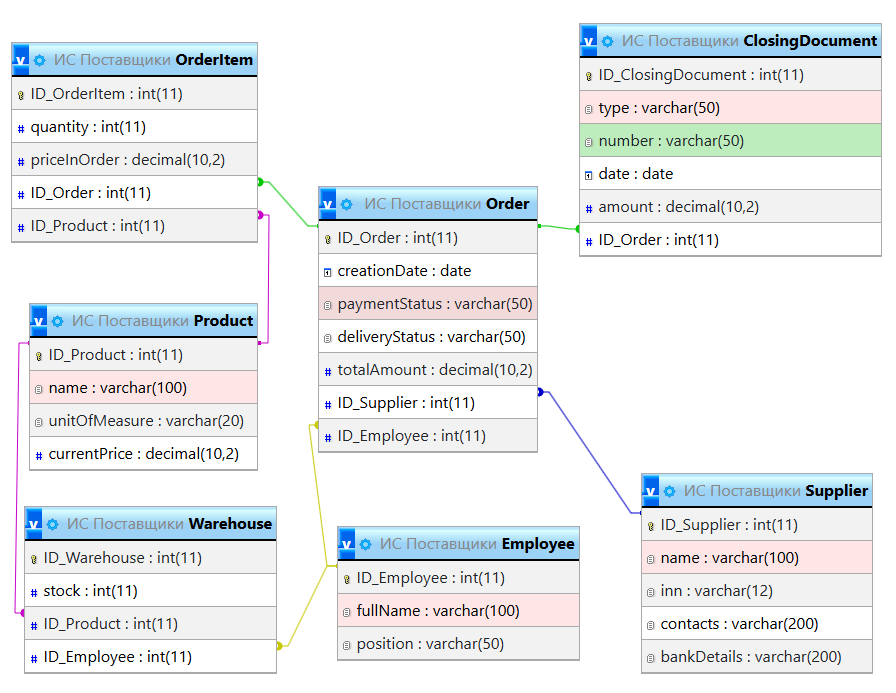 ИС Поставщики OrderItem
ID_OrderItem : int(11)
quantity : int(11)
priceInOrder : decimal(10,2)
ID_Order : int(11)
ID_Product : int(11)
ИС Поставщики ClosingDocument
ID_ClosingDocument : int(11)
type : varchar(50)
number : varchar(50)
date : date
amount : decimal(10,2)
ID_Order : int(11)
ИС Поставщики Order
ID_Order : int(11)
creationDate : date
paymentStatus : varchar(50)
deliveryStatus : varchar(50)
totalAmount : decimal(10,2)
ID_Supplier : int(11)
ID_Employee : int(11)
ИС Поставщики Product
ID_Product : int(11)
name : varchar(100)
unitOfMeasure : varchar(20)
currentPrice : decimal(10,2)
ИС Поставщики Warehouse
ID_Warehouse : int(11)
stock : int(11)
ID_Product : int(11)
ID_Employee : int(11)
ИС Поставщики Employee
ID_Employee : int(11)
fullName : varchar(100)
position : varchar(50)
ИС Поставщики Supplier
ID_Supplier : int(11)
name : varchar(100)
inn : varchar(12)
contacts : varchar(200)
bankDetails : varchar(200)